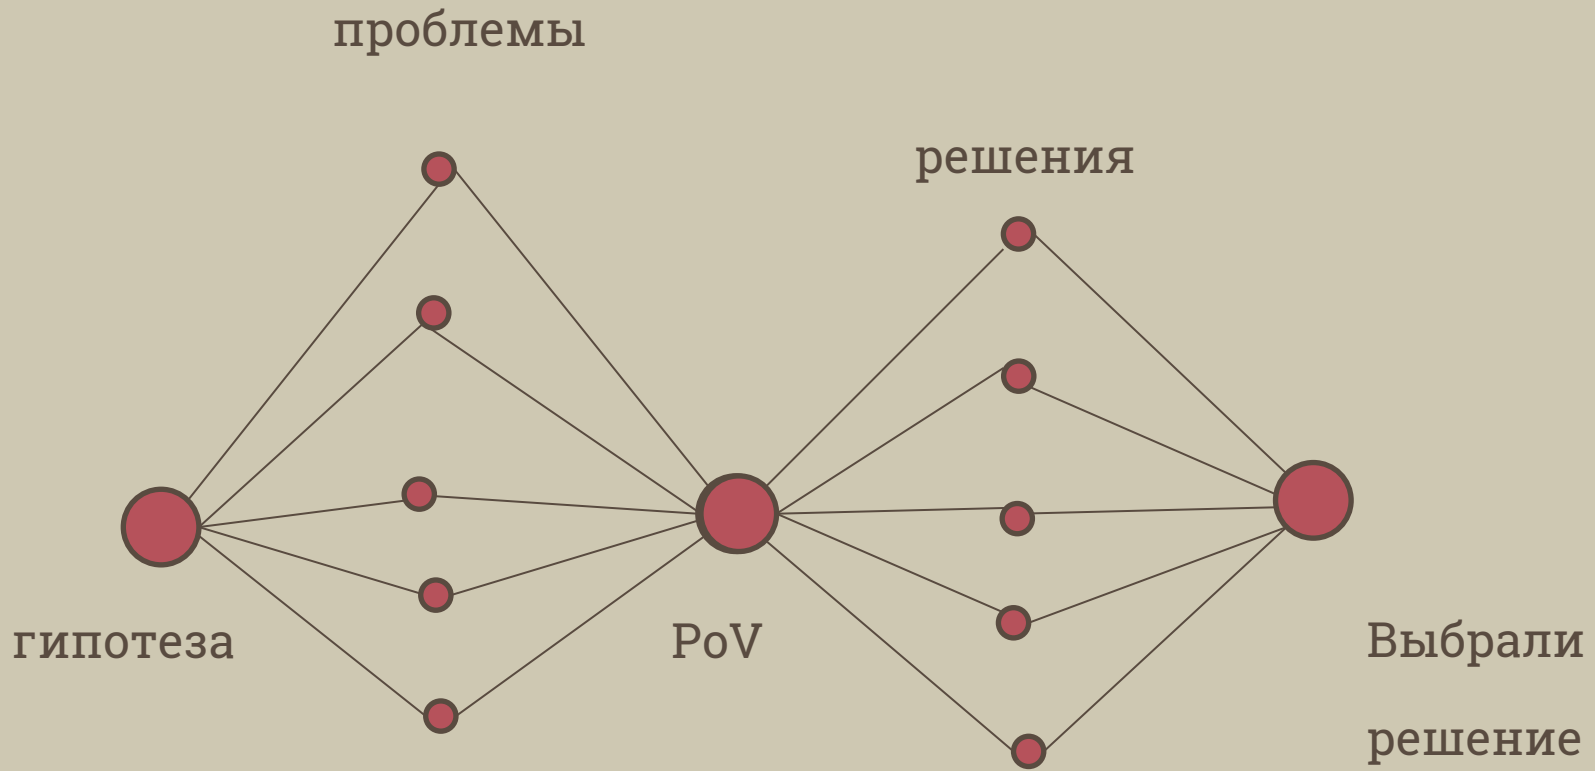 проблемы
решения
гипотеза
PoV
Выбрали
решение